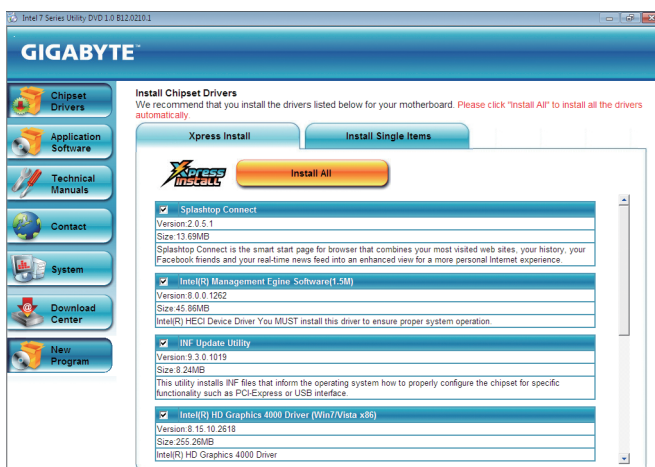 Intel 7 Series Utility DVD 1.0 B12.0210.1
GIGABYTE™
Chipset
Drivers
Application
Software
Technical
Manuals
Contact
System
Download
Center
New
Program
Install Chipset Drivers
We recommend that you install the drivers listed below for your motherboard. Please click "Install All" to install all the drivers
automatically.
Xpress Install
Install Single Items
Xpress
Install
Install All
Splashtop Connect
Version:2.0.5.1
Size:13.69MB
Splashtop Connect is the smart start page for browser that combines your most visited web sites, your history, your
Facebook friends and your real-time news feed into an enhanced view for a more personal Internet experience.
Intel(R) Management Egine Software(1.5M)
Version:8.0.0.1262
Size:45.86MB
Intel(R) HECI Device Driver You MUST install this driver to ensure proper system operation.
INF Update Utility
Version:9.3.0.1019
Size:8.24MB
This utility installs INF files that inform the operating system how to properly configure the chipset for specific
functionality such as PCI-Express or USB interface.
Intel(R) HD Graphics 4000 Driver (Win7/Vista x86)
Version:8.15.10.2618
Size:255.26MB
Intel(R) HD Graphics 4000 Driver